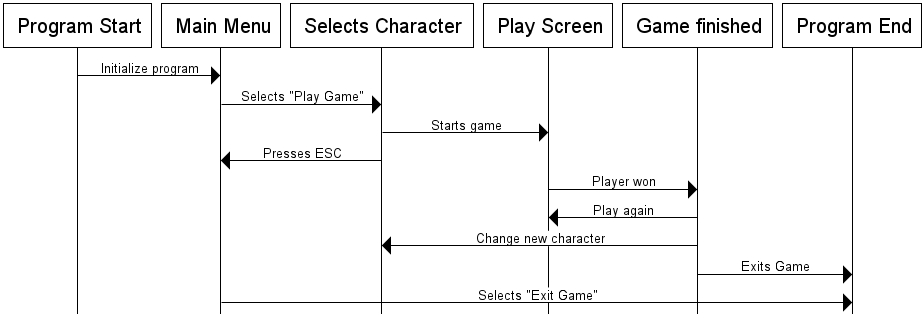 Program Start
Main Menu
Selects Character
Play Screen
Game finished
Program End
Initialize program
Selects "Play Game"
Starts game
Presses ESC
Player won
Play again
Change new character
Exits Game
Selects "Exit Game"